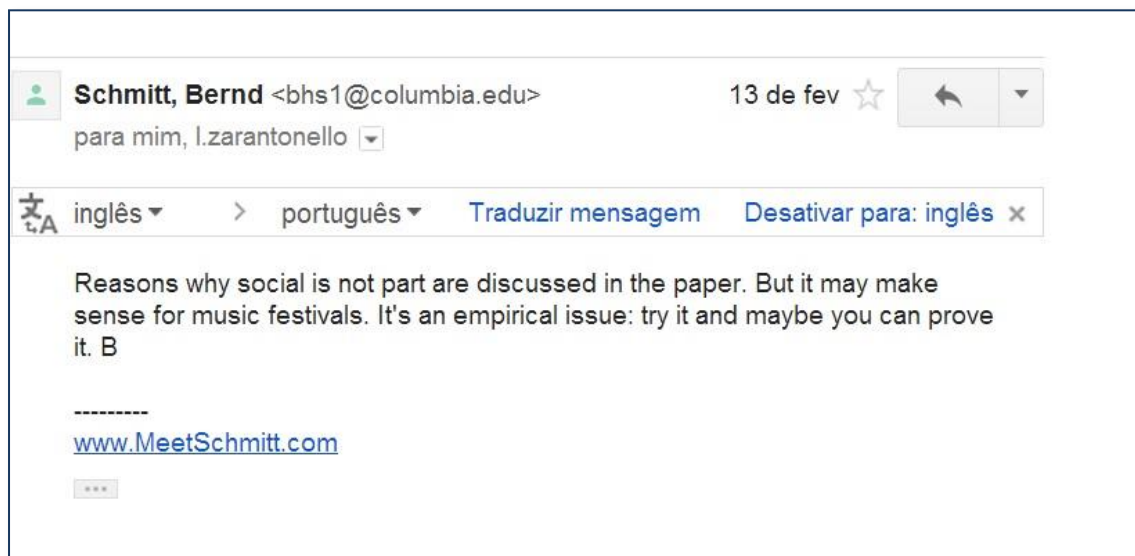 Schmitt, Bernd <bhs1@columbia.edu> 13 de fev
para mim, l.zarantonello
inglês > português Traduzir mensagem Desativar para: inglês ×
Reasons why social is not part are discussed in the paper. But it may make
sense for music festivals. It's an empirical issue: try it and maybe you can prove
it. B
---------
www.MeetSchmitt.com